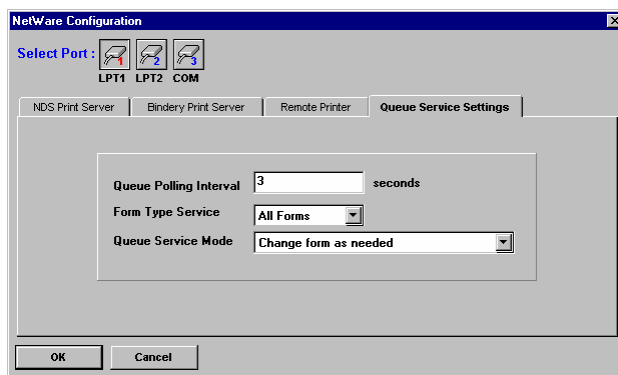 NetWare Configuration
Select Port :
1 2 3
LPT1 LPT2 COM
NDS Print Server Bindery Print Server Remote Printer Queue Service Settings
Queue Polling Interval 3 seconds
Form Type Service All Forms
Queue Service Mode Change form as needed
OK Cancel